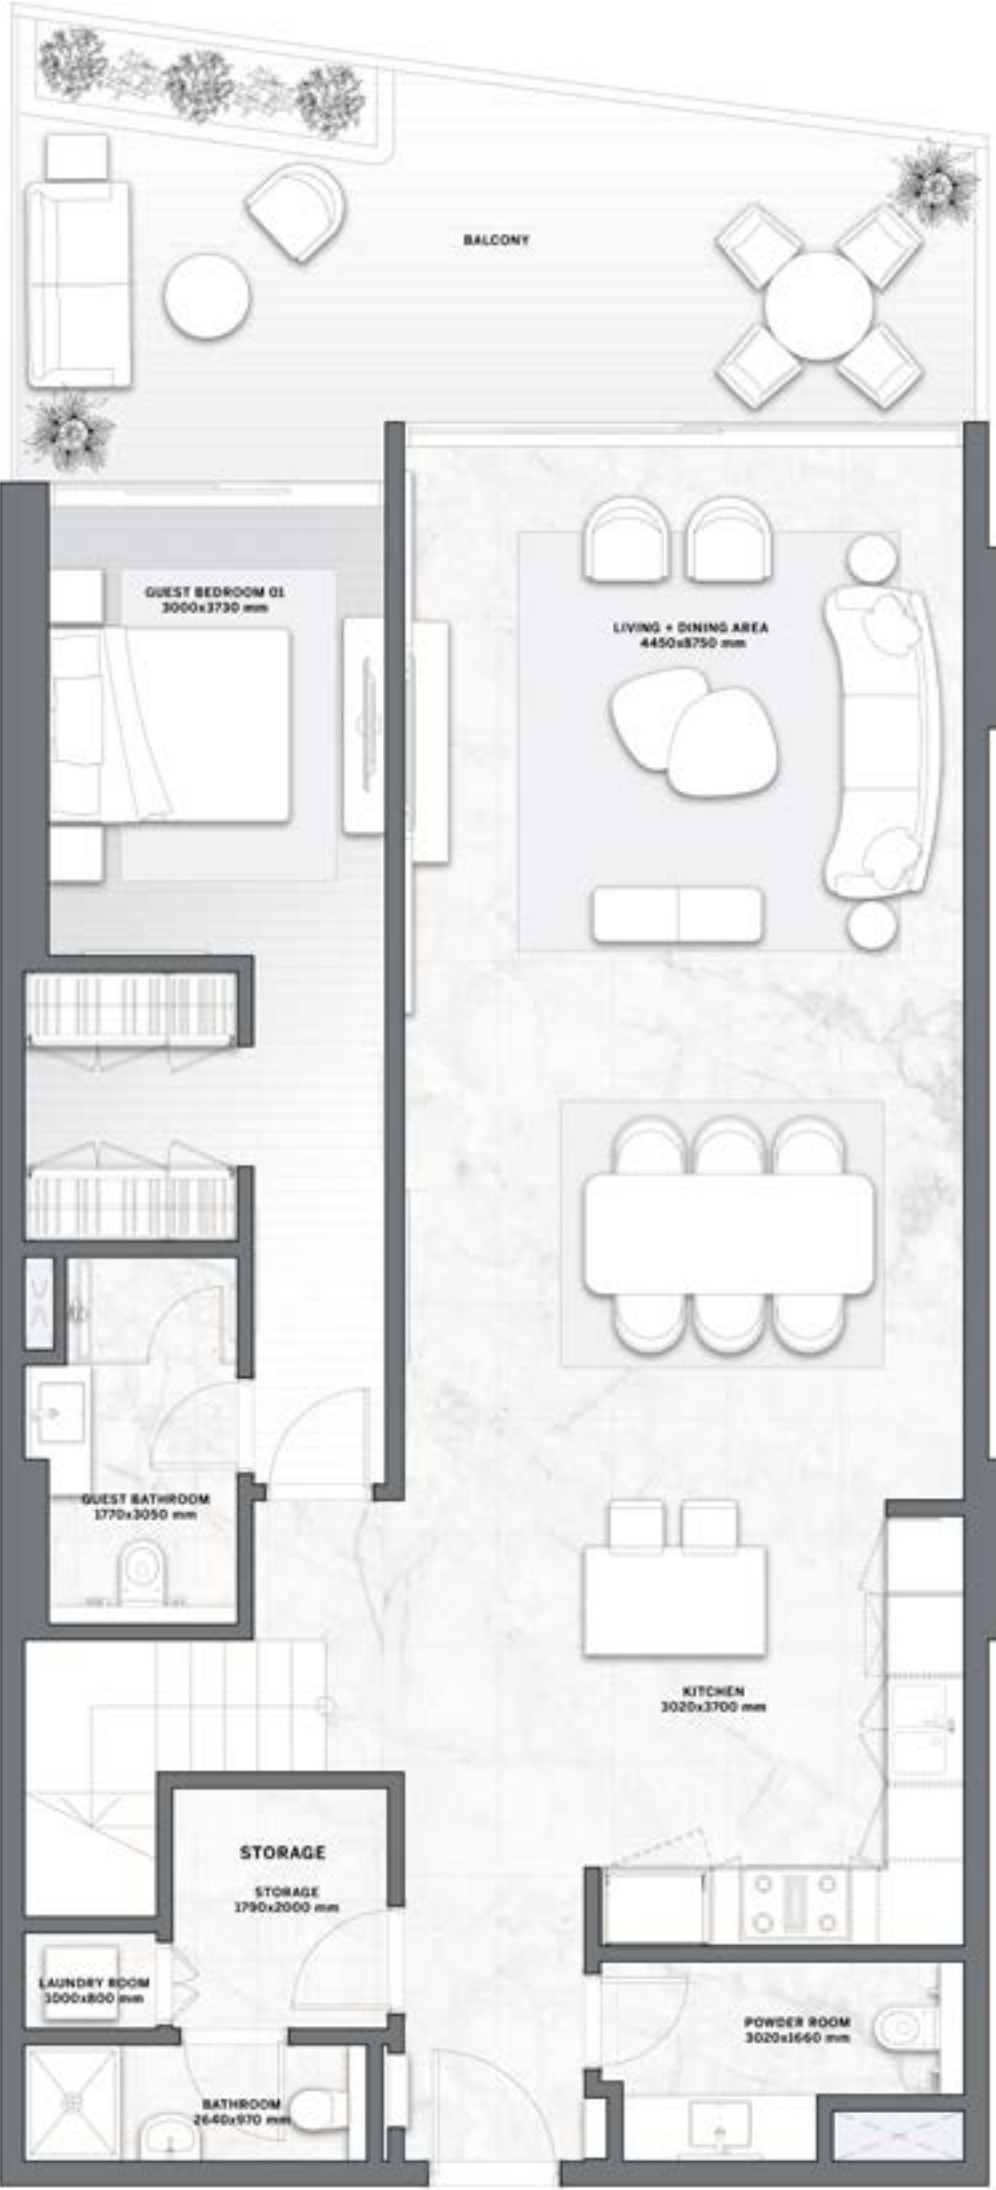 BALCONY
GUEST BEDROOM 01
3000x3730 mm
LIVING + DINING AREA
4450x8750 mm
GUEST BATHROOM
1770x3050 mm
KITCHEN
3020x3700 mm
STORAGE
STORAGE
1790x2000 mm
LAUNDRY ROOM
1000x800 mm
POWDER ROOM
3020x1660 mm
BATHROOM
2640x970 mm